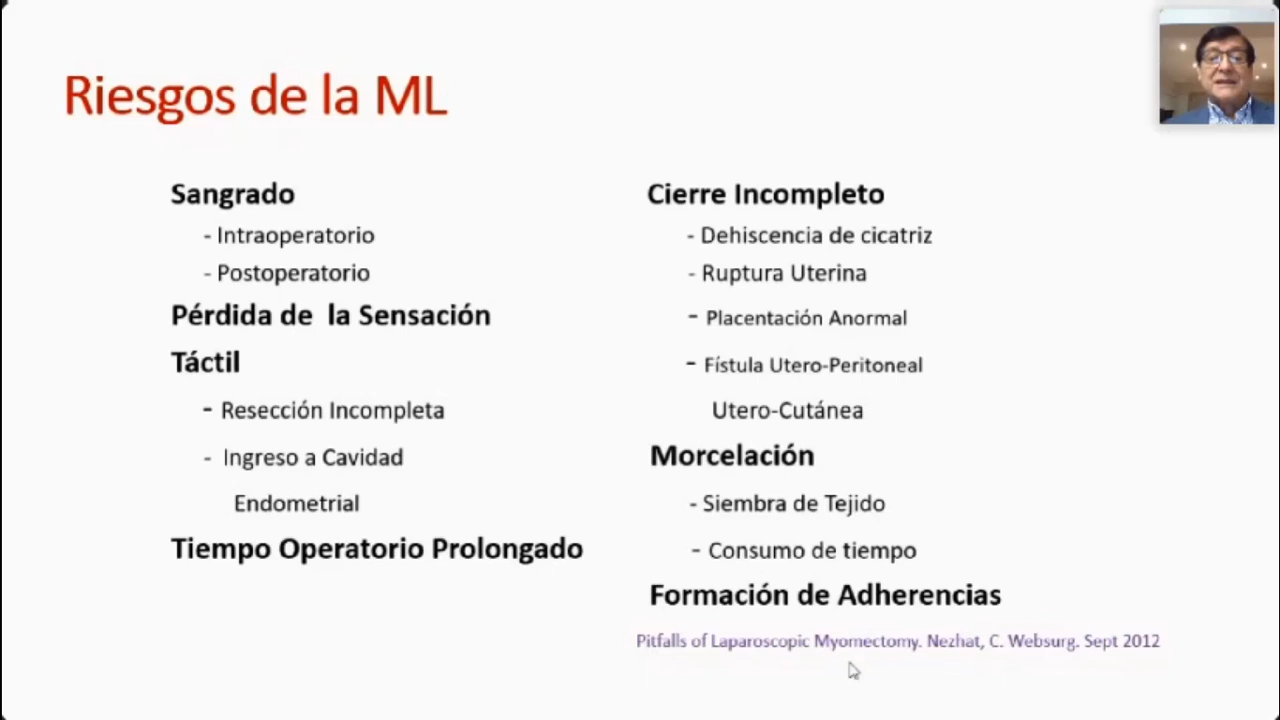 Riesgos de la ML
Sangrado
- Intraoperatorio
- Postoperatorio
Pérdida de la Sensación
Táctil
- Resección Incompleta
- Ingreso a Cavidad
Endometrial
Tiempo Operatorio Prolongado
Cierre Incompleto
- Dehiscencia de cicatriz
- Ruptura Uterina
- Placentación Anormal
- Fístula Utero-Peritoneal
Utero-Cutánea
Morcelación
- Siembra de Tejido
- Consumo de tiempo
Formación de Adherencias
Pitfalls of Laparoscopic Myomectomy. Nezhat, C. Websurg. Sept 2012